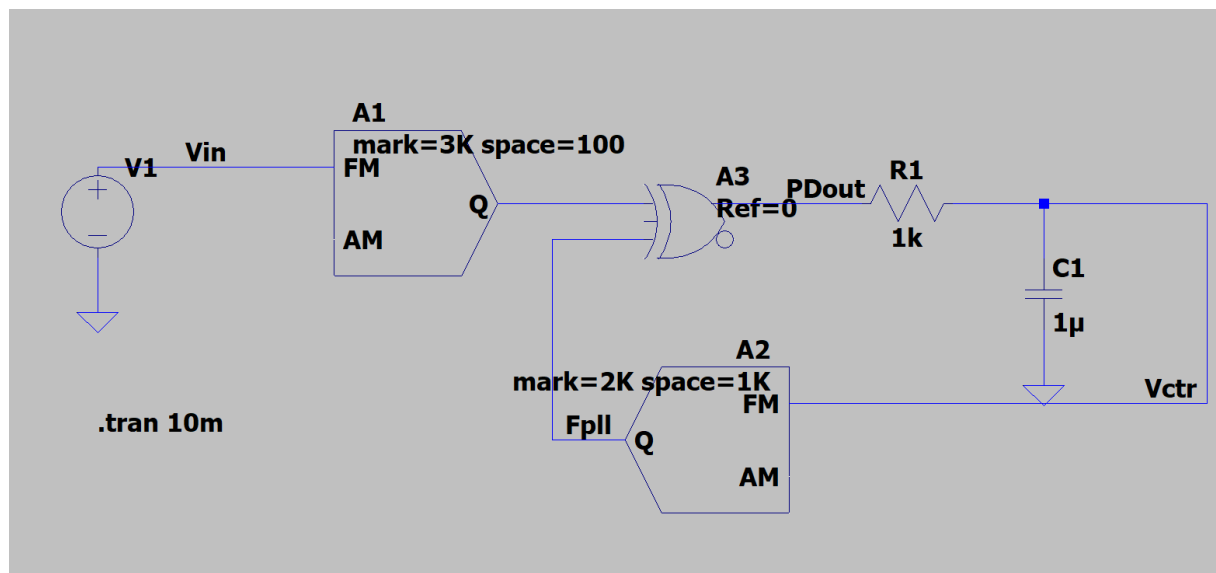 A1
mark=3K space=100
V1
Vin
FM
Q
AM
A3
Ref=0
PDout
R1
1k
C1
1µ
A2
mark=2K space=1K
FM
Vctr
Fpll
Q
AM
.tran 10m